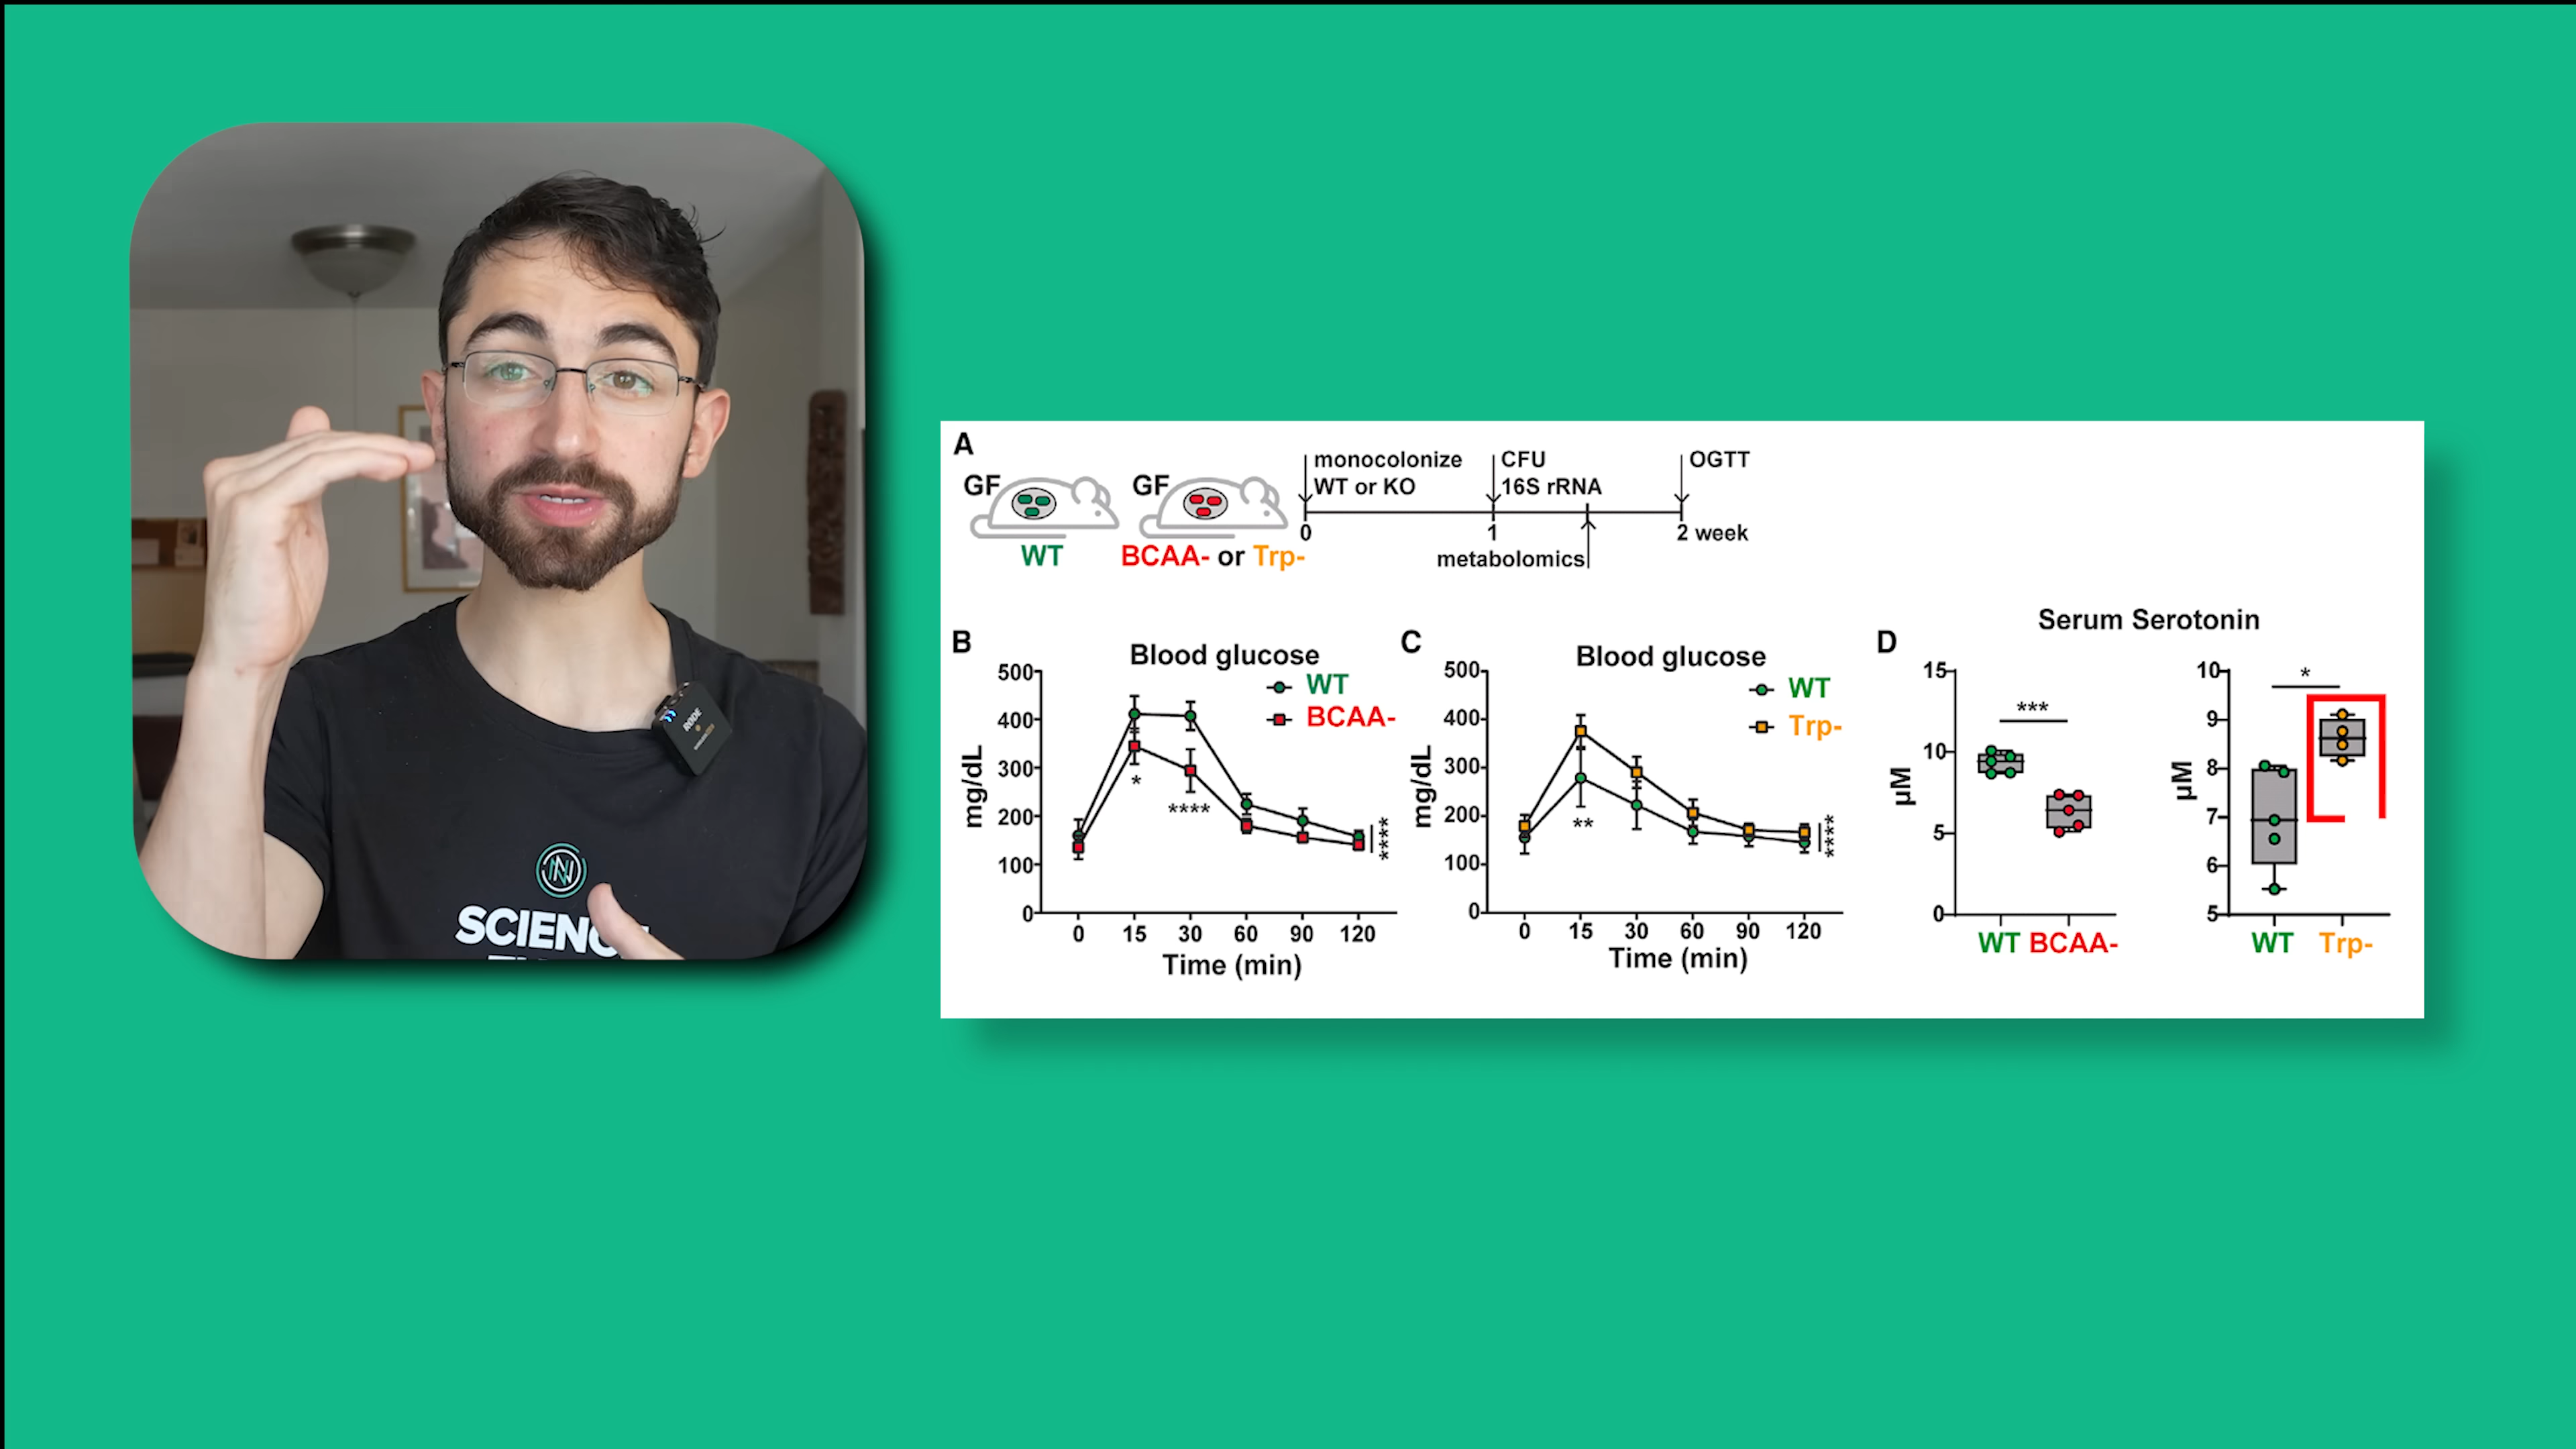 RØDE
SCIENC
A
GF
GF
WT
BCAA- or Trp-
monocolonize
WT or KO
CFU
16S rRNA
OGTT
0
1
2 week
metabolomics
B
Blood glucose
WT
BCAA-
mg/dL
500
400
300
200
100
0
*
****
****
0 15 30 60 90 120
Time (min)
C
Blood glucose
WT
Trp-
mg/dL
500
400
300
200
100
0
**
****
0 15 30 60 90 120
Time (min)
D
Serum Serotonin
µM
15
10
5
0
***
WT BCAA-
µM
10
9
8
7
6
5
*
WT Trp-